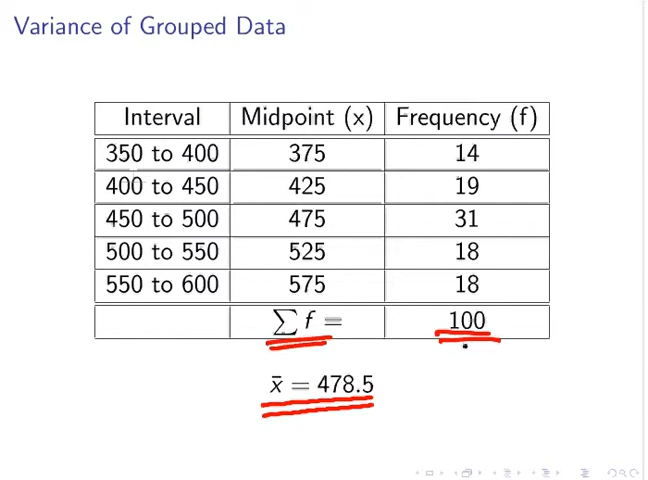 Variance of Grouped Data
Interval Midpoint (x) Frequency (f)
350 to 400 375 14
400 to 450 425 19
450 to 500 475 31
500 to 550 525 18
550 to 600 575 18
∑ f = 100
x̄ = 478.5